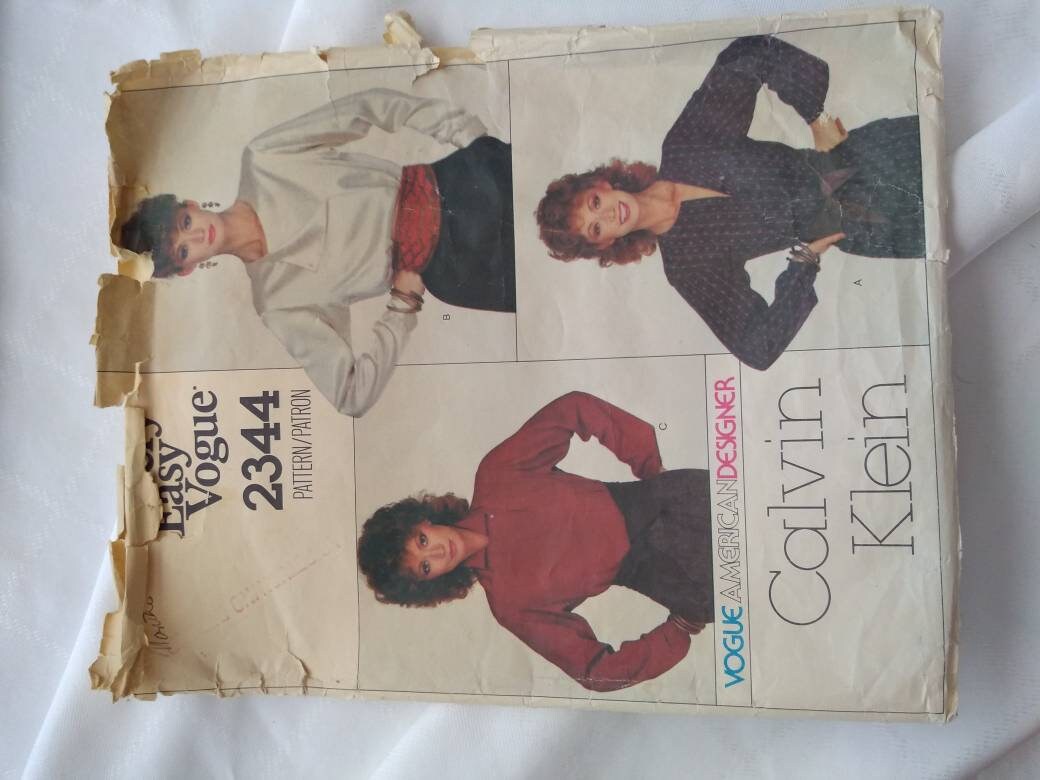 Easy
Vogue
2344
PATTERN/PATRON
B
A
C
VOGUE AMERICAN DESIGNER
Calvin
Klein